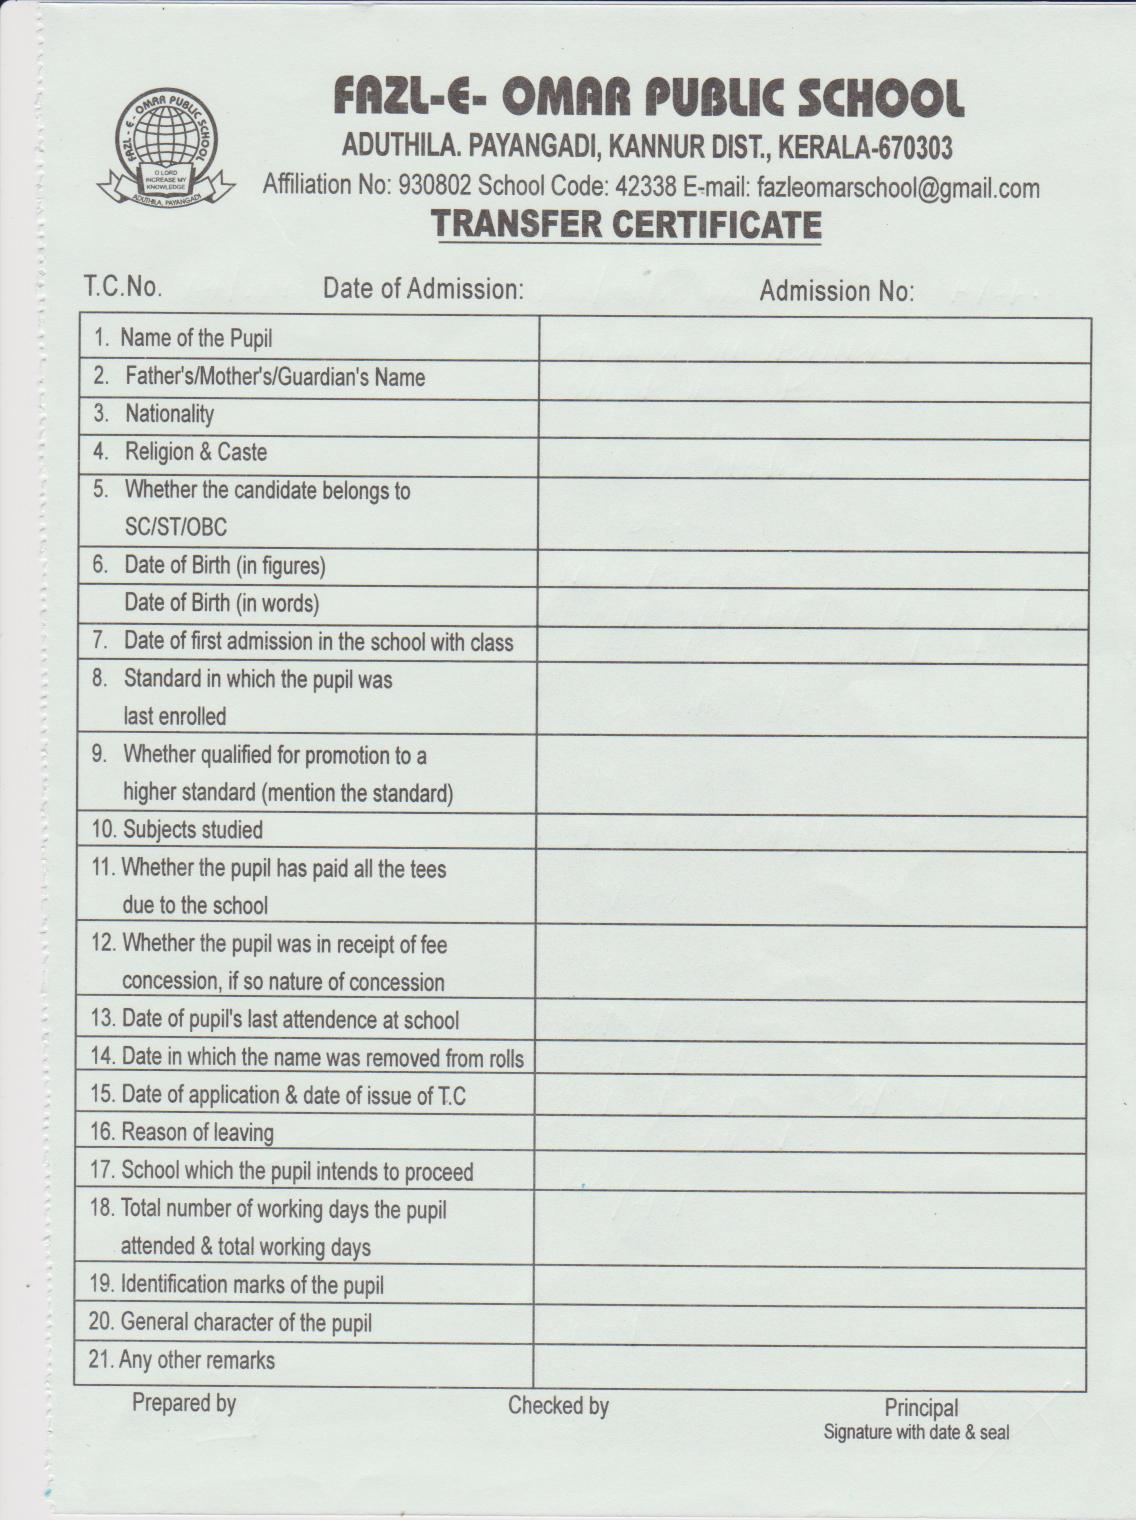 FAZL-E- OMAR PUBLIC SCHOOL
ADUTHILA. PAYANGADI, KANNUR DIST., KERALA-670303
Affiliation No: 930802 School Code: 42338 E-mail: fazleomarschool@gmail.com
TRANSFER CERTIFICATE
FAZL - E - OMAR PUBLIC SCHOOL
O LORD
INCREASE MY
KNOWLEDGE
ADUTHILA, PAYANGADI
T.C.No. Date of Admission: Admission No:
1. Name of the Pupil
2. Father's/Mother's/Guardian's Name
3. Nationality
4. Religion & Caste
5. Whether the candidate belongs to
SC/ST/OBC
6. Date of Birth (in figures)
Date of Birth (in words)
7. Date of first admission in the school with class
8. Standard in which the pupil was
last enrolled
9. Whether qualified for promotion to a
higher standard (mention the standard)
10. Subjects studied
11. Whether the pupil has paid all the tees
due to the school
12. Whether the pupil was in receipt of fee
concession, if so nature of concession
13. Date of pupil's last attendence at school
14. Date in which the name was removed from rolls
15. Date of application & date of issue of T.C
16. Reason of leaving
17. School which the pupil intends to proceed
18. Total number of working days the pupil
attended & total working days
19. Identification marks of the pupil
20. General character of the pupil
21. Any other remarks
Prepared by Checked by Principal
Signature with date & seal